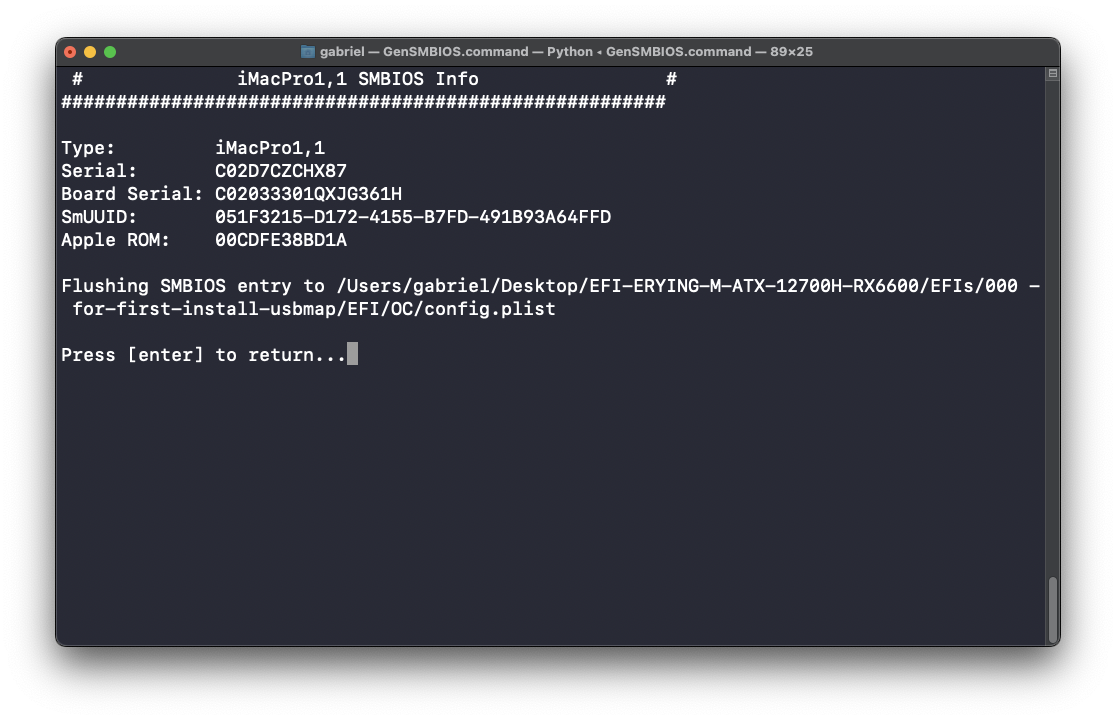 gabriel — GenSMBIOS.command — Python ◂ GenSMBIOS.command — 89×25
#              iMacPro1,1 SMBIOS Info                 #
#######################################################
Type:         iMacPro1,1
Serial:       C02D7CZCHX87
Board Serial: C02033301QXJG361H
SmUUID:       051F3215-D172-4155-B7FD-491B93A64FFD
Apple ROM:    00CDFE38BD1A
Flushing SMBIOS entry to /Users/gabriel/Desktop/EFI-ERYING-M-ATX-12700H-RX6600/EFIs/000 -
for-first-install-usbmap/EFI/OC/config.plist
Press [enter] to return...